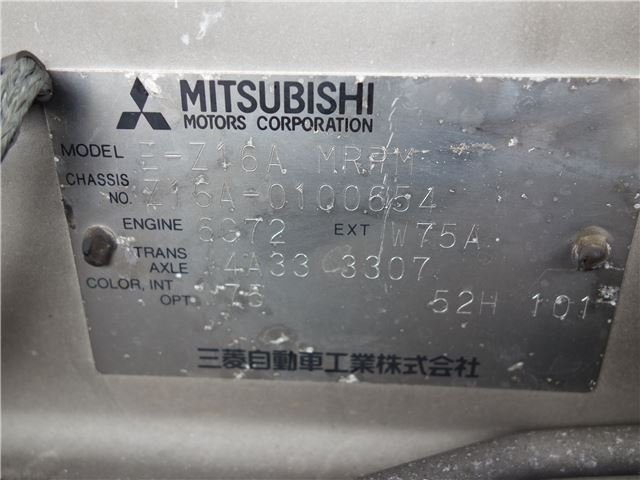 MITSUBISHI
MOTORS CORPORATION
MODEL E-Z16A MRPM
CHASSIS NO. Z16A-0100654
ENGINE 6G72 EXT W75A
TRANS AXLE F4A33 3307
COLOR, INT OPT X75 52H 101
三菱自動車工業株式会社